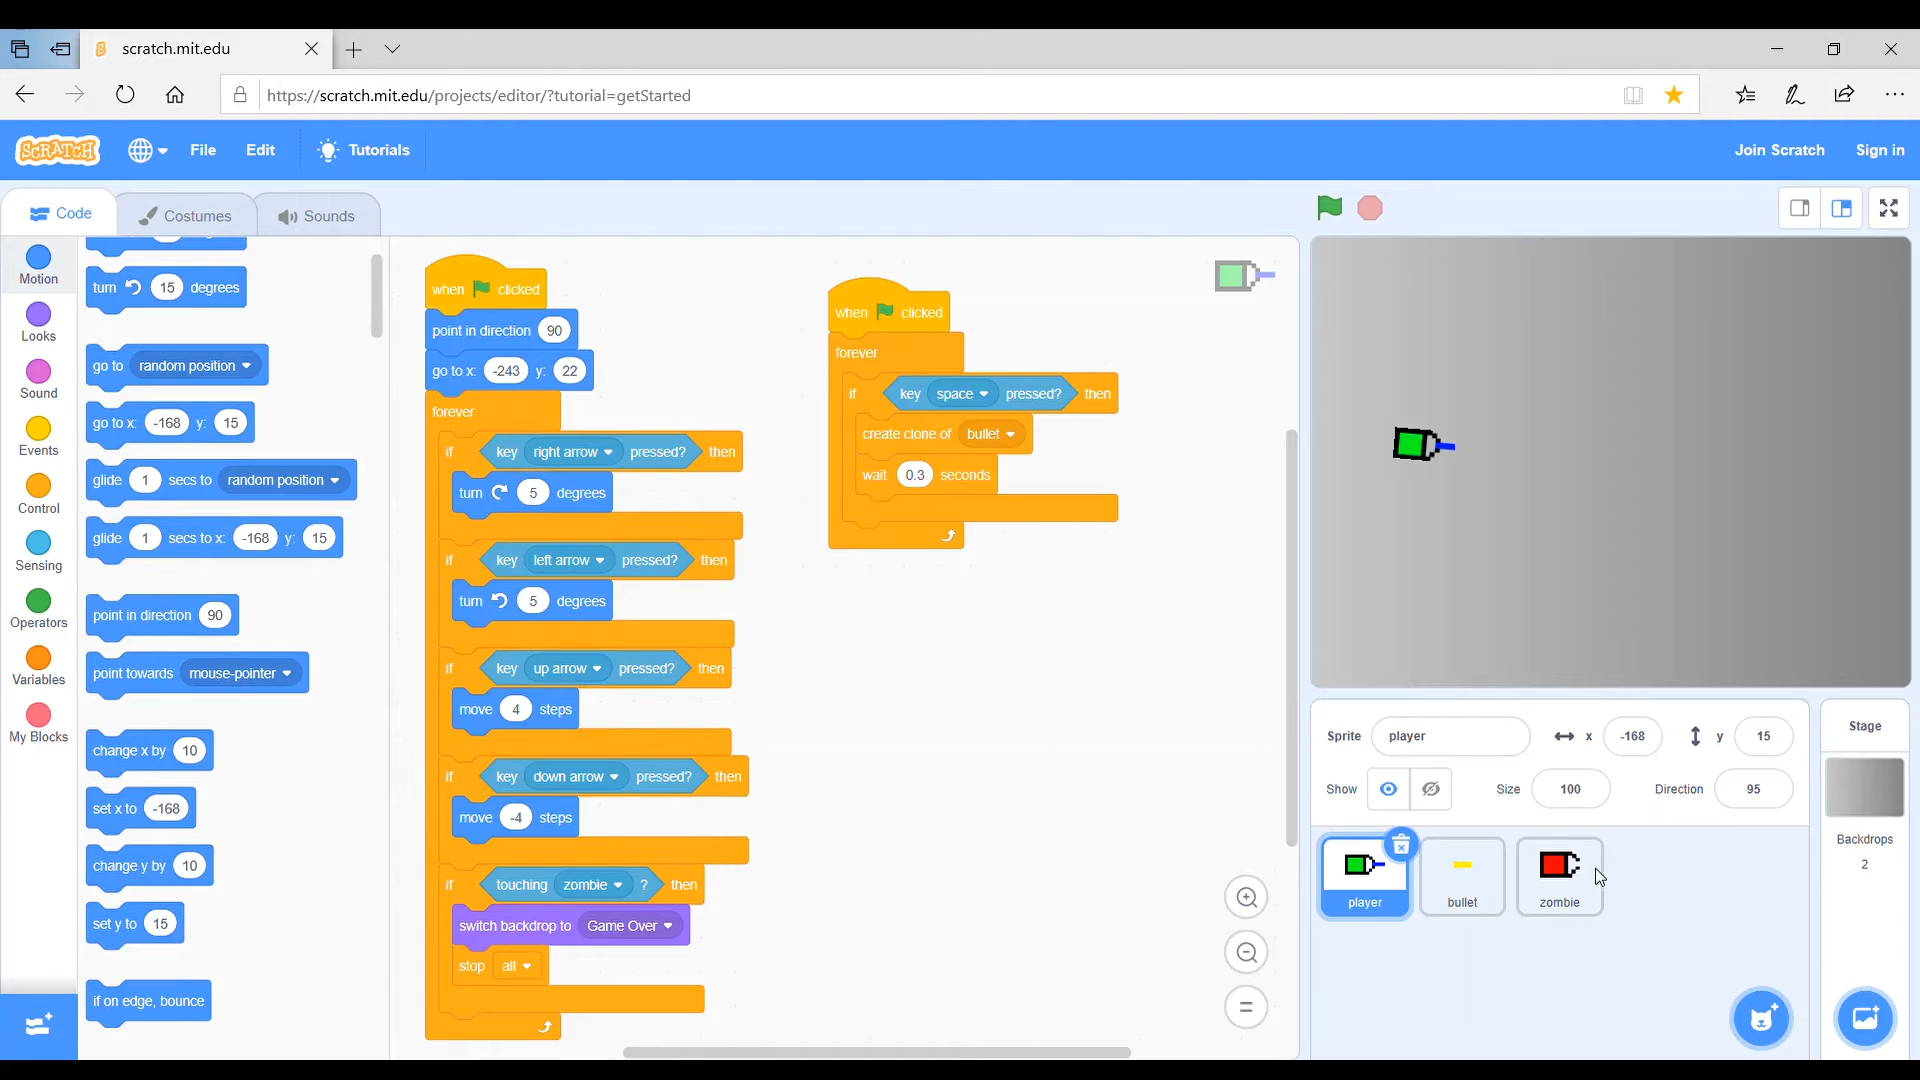 scratch.mit.edu
https://scratch.mit.edu/projects/editor/?tutorial=getStarted
SCRATCH File Edit Tutorials Join Scratch Sign in
Code Costumes Sounds
Motion
Looks
Sound
Events
Control
Sensing
Operators
Variables
My Blocks
turn 15 degrees
go to random position
go to x: -168 y: 15
glide 1 secs to random position
glide 1 secs to x: -168 y: 15
point in direction 90
point towards mouse-pointer
change x by 10
set x to -168
change y by 10
set y to 15
if on edge, bounce
when clicked
point in direction 90
go to x: -243 y: 22
forever
if key right arrow pressed? then
turn 5 degrees
if key left arrow pressed? then
turn 5 degrees
if key up arrow pressed? then
move 4 steps
if key down arrow pressed? then
move -4 steps
if touching zombie ? then
switch backdrop to Game Over
stop all
when clicked
forever
if key space pressed? then
create clone of bullet
wait 0.3 seconds
Sprite player x -168 y 15
Show Size 100 Direction 95
player bullet zombie
Stage
Backdrops
2